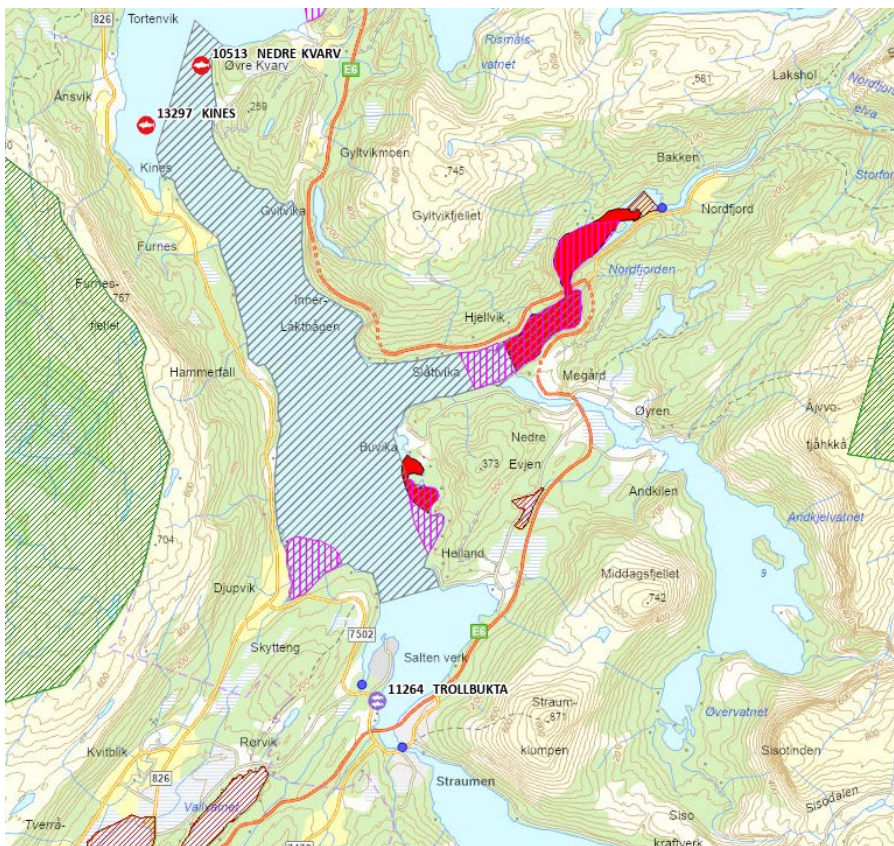 826
Tortenvik
10513 NEDRE KVARV
Øvre Kvarv
E6
Rismåls-
vatnet
561
Lakshol
Nordfjord-
elva
Ånsvik
13297 KINES
259
Kines
Gyltvikmoen
745
Bakken
Storfor
Gyltvikfjellet
Nordfjord
Gyltvika
Furnes
Nordfjorden
Furnes-
757
fjellet
Inner-
Låkthåden
Hjellvik
Hammerfall
Slåttvika
Megård
Øyren
Åjvvo-
tjåhkkå
Nedre
Evjen
Buvika
373
Andkilen
Andkjelvatnet
704
Helland
9
Djupvik
Middagsfjellet
742
7502
E6
Skytteng
Salten verk
11264 TROLLBUKTA
Straum-
871
klumpen
Øvervatnet
Kvitblik
Rørvik
Sisotinden
826
Straumen
Vallvatnet
Sisodalen
Tverrå-
Siso
kraftverk